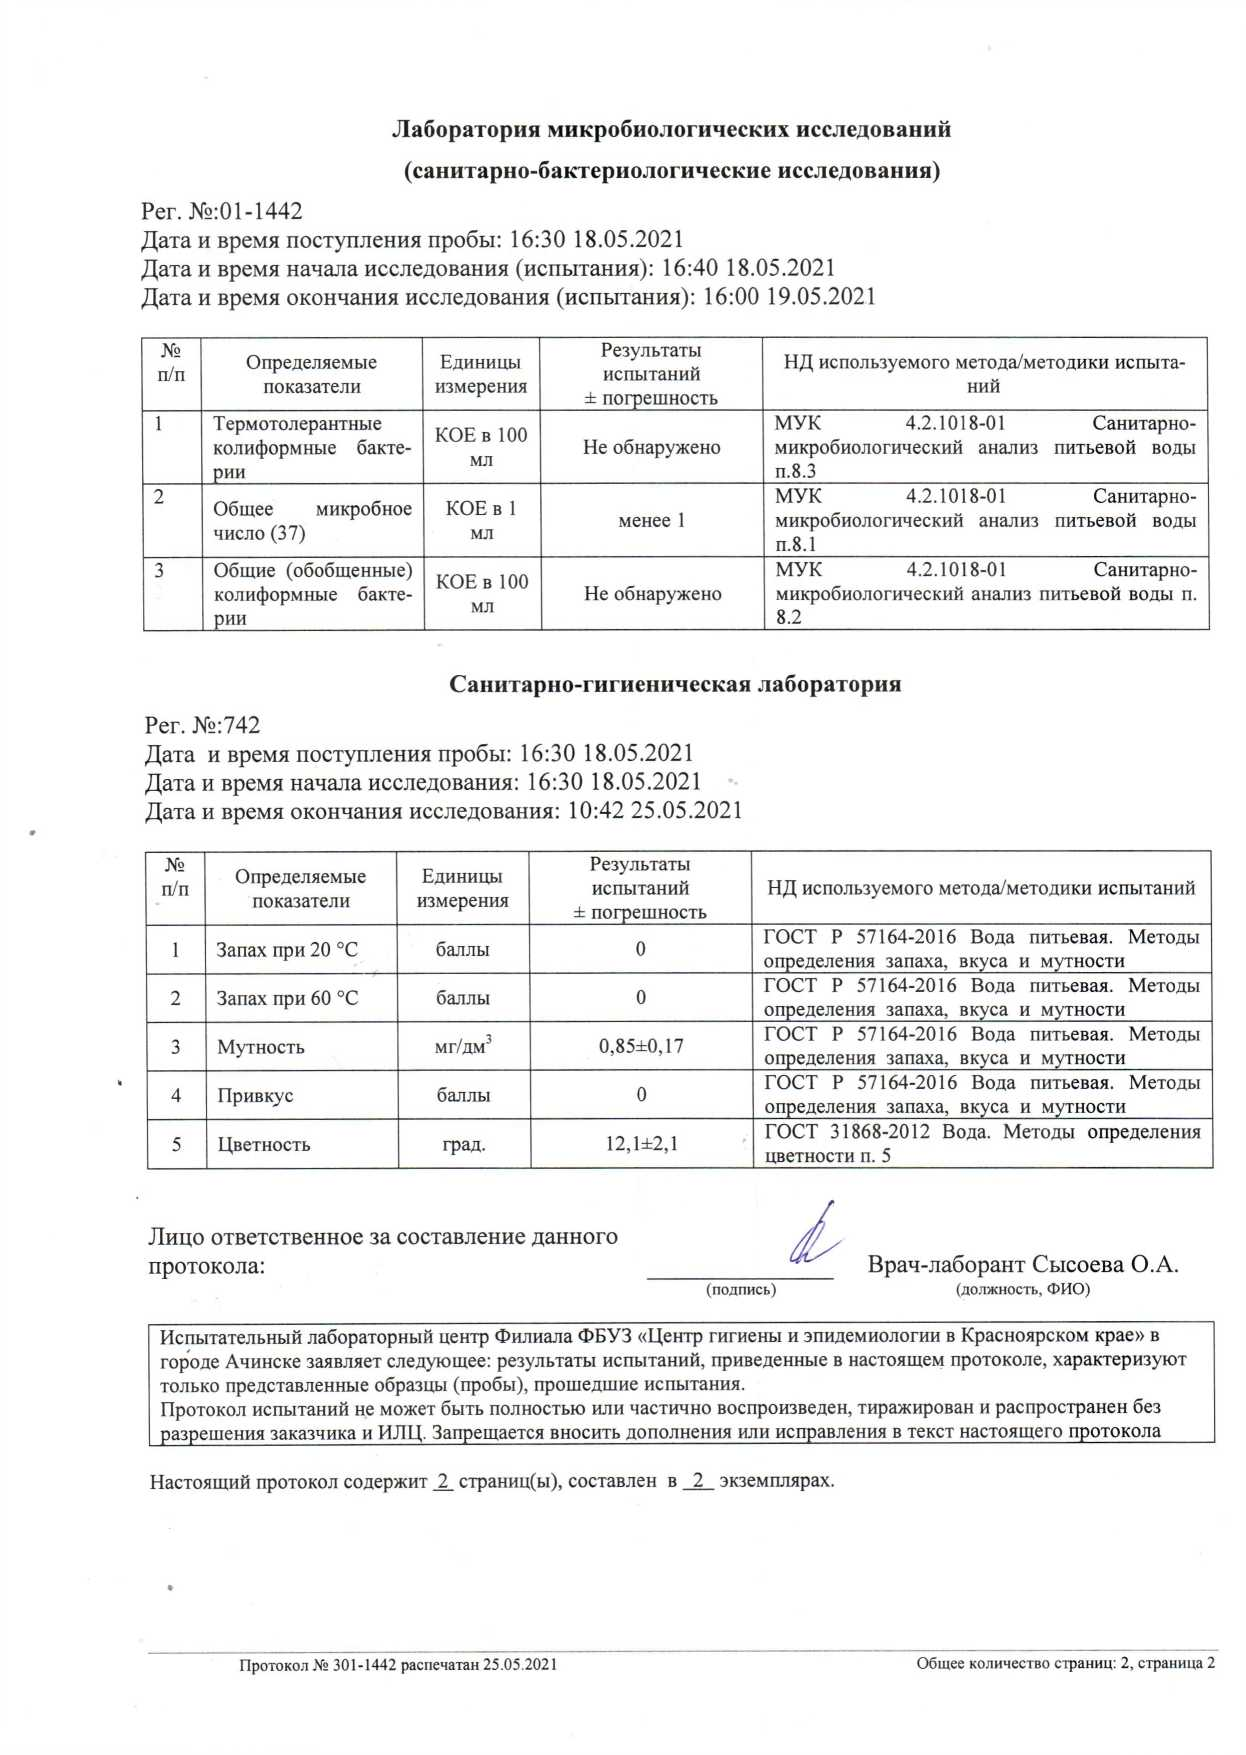 Лаборатория микробиологических исследований
(санитарно-бактериологические исследования)
Рег. №:01-1442
Дата и время поступления пробы: 16:30 18.05.2021
Дата и время начала исследования (испытания): 16:40 18.05.2021
Дата и время окончания исследования (испытания): 16:00 19.05.2021
№
п/п
Определяемые
показатели
Единицы
измерения
Результаты
испытаний
± погрешность
НД используемого метода/методики испыта-
ний
1
Термотолерантные
колиформные бакте-
рии
КОЕ в 100
мл
Не обнаружено
МУК 4.2.1018-01 Санитарно-
микробиологический анализ питьевой воды
п.8.3
2
Общее микробное
число (37)
КОЕ в 1
мл
менее 1
МУК 4.2.1018-01 Санитарно-
микробиологический анализ питьевой воды
п.8.1
3
Общие (обобщенные)
колиформные бакте-
рии
КОЕ в 100
мл
Не обнаружено
МУК 4.2.1018-01 Санитарно-
микробиологический анализ питьевой воды п.
8.2
Санитарно-гигиеническая лаборатория
Рег. №:742
Дата и время поступления пробы: 16:30 18.05.2021
Дата и время начала исследования: 16:30 18.05.2021
Дата и время окончания исследования: 10:42 25.05.2021
№
п/п
Определяемые
показатели
Единицы
измерения
Результаты
испытаний
± погрешность
НД используемого метода/методики испытаний
1
Запах при 20 °С
баллы
0
ГОСТ Р 57164-2016 Вода питьевая. Методы
определения запаха, вкуса и мутности
2
Запах при 60 °С
баллы
0
ГОСТ Р 57164-2016 Вода питьевая. Методы
определения запаха, вкуса и мутности
3
Мутность
мг/дм³
0,85±0,17
ГОСТ Р 57164-2016 Вода питьевая. Методы
определения запаха, вкуса и мутности
4
Привкус
баллы
0
ГОСТ Р 57164-2016 Вода питьевая. Методы
определения запаха, вкуса и мутности
5
Цветность
град.
12,1±2,1
ГОСТ 31868-2012 Вода. Методы определения
цветности п. 5
Лицо ответственное за составление данного
протокола:
Врач-лаборант Сысоева О.А.
(подпись)
(должность, ФИО)
Испытательный лабораторный центр Филиала ФБУЗ «Центр гигиены и эпидемиологии в Красноярском крае» в
городе Ачинске заявляет следующее: результаты испытаний, приведенные в настоящем протоколе, характеризуют
только представленные образцы (пробы), прошедшие испытания.
Протокол испытаний не может быть полностью или частично воспроизведен, тиражирован и распространен без
разрешения заказчика и ИЛЦ. Запрещается вносить дополнения или исправления в текст настоящего протокола
Настоящий протокол содержит 2 страниц(ы), составлен в 2 экземплярах.
Протокол № 301-1442 распечатан 25.05.2021
Общее количество страниц: 2, страница 2